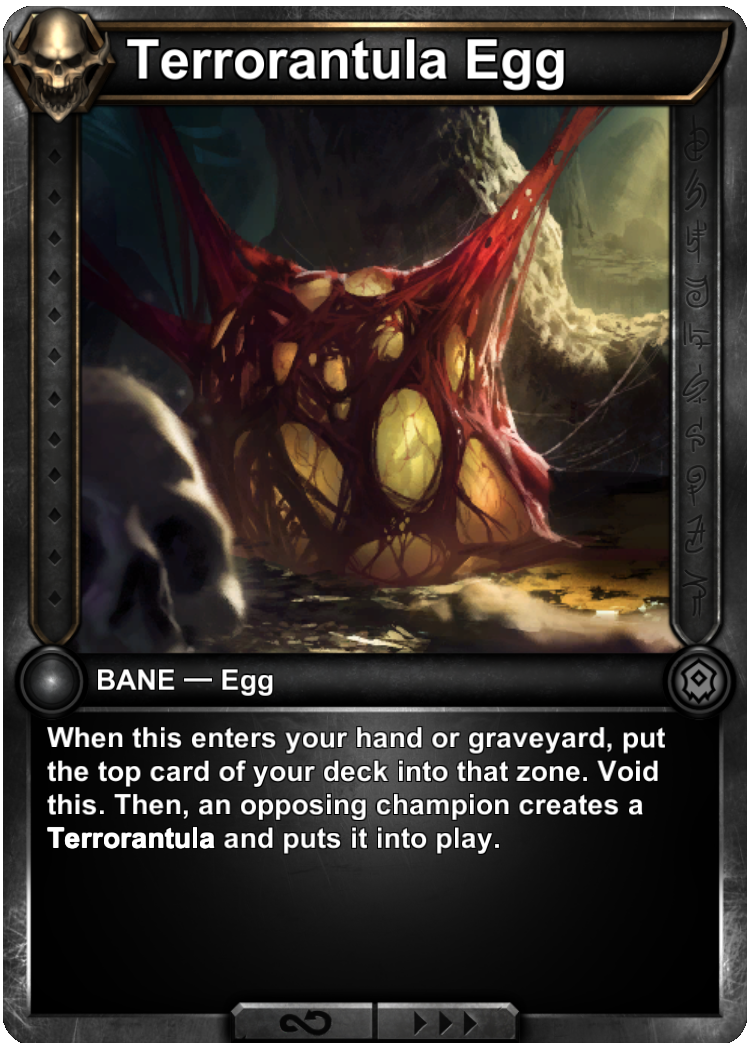 Terrorantula Egg
BANE — Egg
When this enters your hand or graveyard, put
the top card of your deck into that zone. Void
this. Then, an opposing champion creates a
Terrorantula and puts it into play.